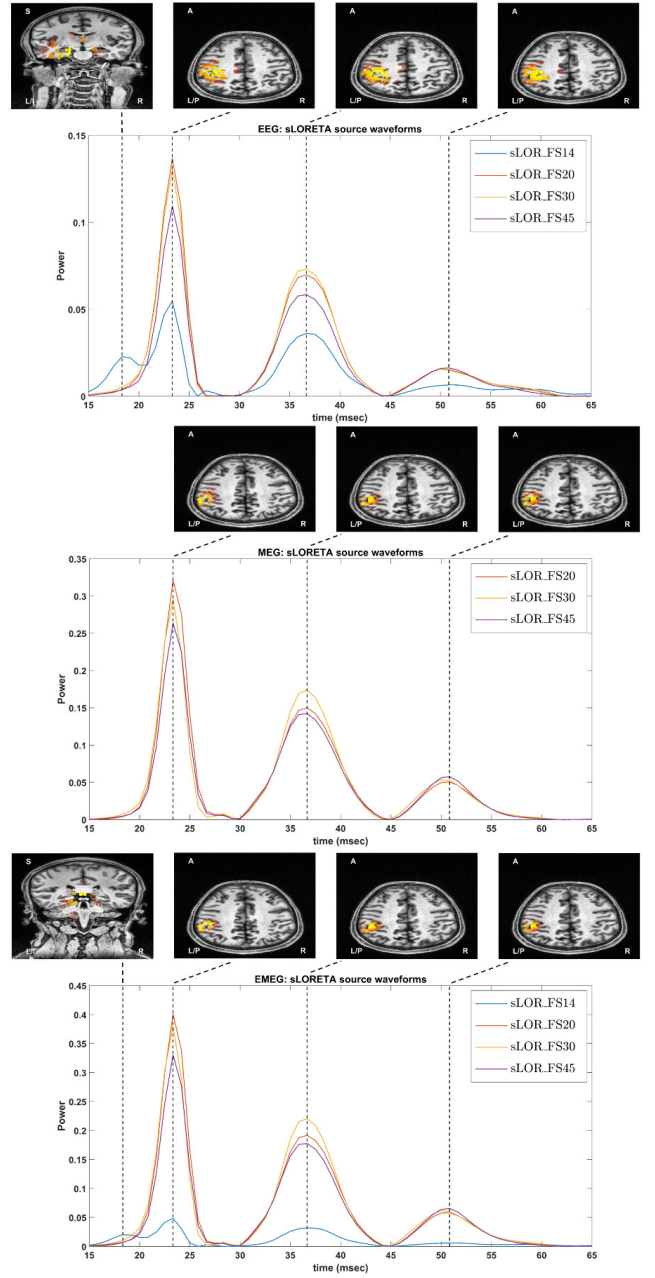 S
A
A
A
L/I
R
L/P
R
L/P
R
L/P
R
EEG: sLORETA source waveforms
0.15
0.1
0.05
0
Power
sLOR_FS14
sLOR_FS20
sLOR_FS30
sLOR_FS45
15 20 25 30 35 40 45 50 55 60 65
time (msec)
A
A
A
L/P
R
L/P
R
L/P
R
MEG: sLORETA source waveforms
0.35
0.3
0.25
0.2
0.15
0.1
0.05
0
Power
sLOR_FS20
sLOR_FS30
sLOR_FS45
15 20 25 30 35 40 45 50 55 60 65
time (msec)
S
A
A
A
R
L/P
R
L/P
R
L/P
R
EMEG: sLORETA source waveforms
0.45
0.4
0.35
0.3
0.25
0.2
0.15
0.1
0.05
0
Power
sLOR_FS14
sLOR_FS20
sLOR_FS30
sLOR_FS45
15 20 25 30 35 40 45 50 55 60 65
time (msec)